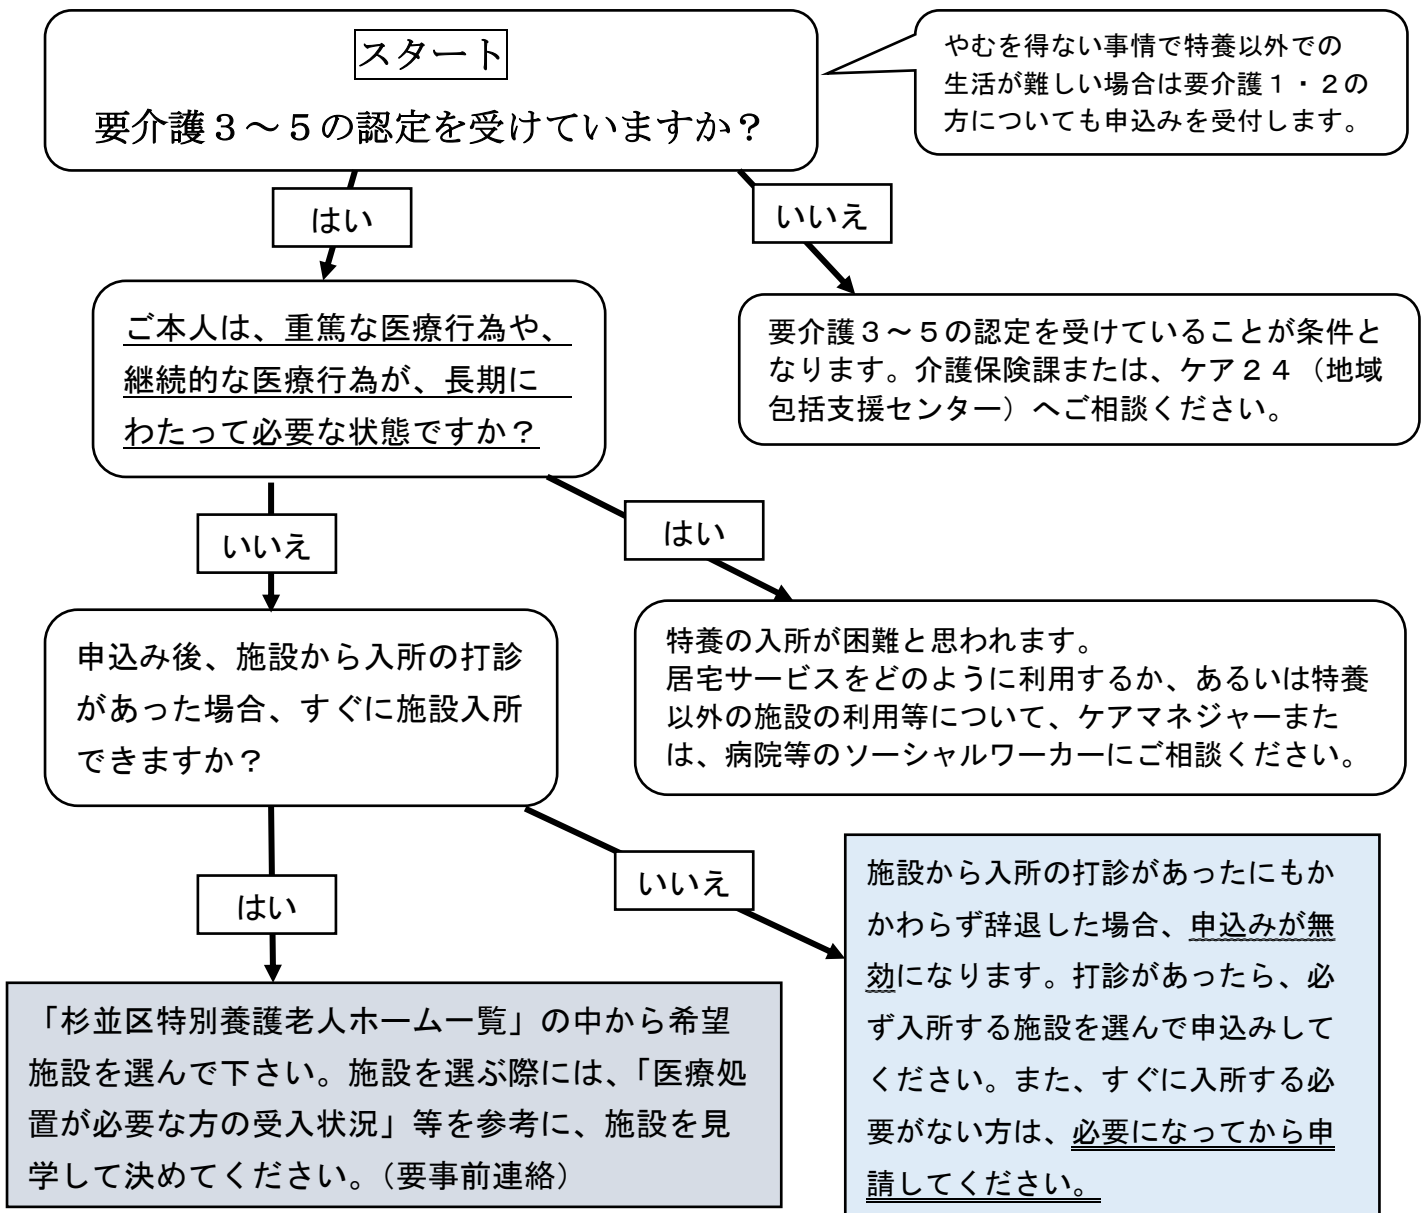 スタート
要介護３～５の認定を受けていますか？
やむを得ない事情で特養以外での
生活が難しい場合は要介護１・２の
方についても申込みを受付します。
はい
いいえ
ご本人は、重篤な医療行為や、
継続的な医療行為が、長期に
わたって必要な状態ですか？
要介護３～５の認定を受けていることが条件と
なります。介護保険課または、ケア２４（地域
包括支援センター）へご相談ください。
いいえ
はい
申込み後、施設から入所の打診
があった場合、すぐに施設入所
できますか？
特養の入所が困難と思われます。
居宅サービスをどのように利用するか、あるいは特養
以外の施設の利用等について、ケアマネジャーまた
は、病院等のソーシャルワーカーにご相談ください。
はい
いいえ
「杉並区特別養護老人ホーム一覧」の中から希望
施設を選んで下さい。施設を選ぶ際には、「医療処
置が必要な方の受入状況」等を参考に、施設を見
学して決めてください。（要事前連絡）
施設から入所の打診があったにもか
かわらず辞退した場合、申込みが無
効になります。打診があったら、必
ず入所する施設を選んで申込みして
ください。また、すぐに入所する必
要がない方は、必要になってから申
請してください。